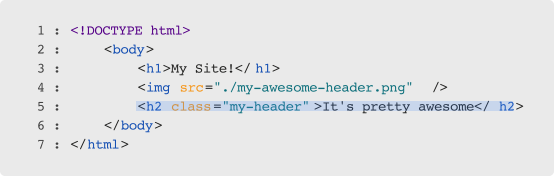 1 : <!DOCTYPE html>
2 :     <body>
3 :         <h1>My Site!</h1>
4 :         <img src="./my-awesome-header.png"  />
5 :         <h2 class="my-header">It's pretty awesome</ h2>
6 :     </body>
7 : </html>